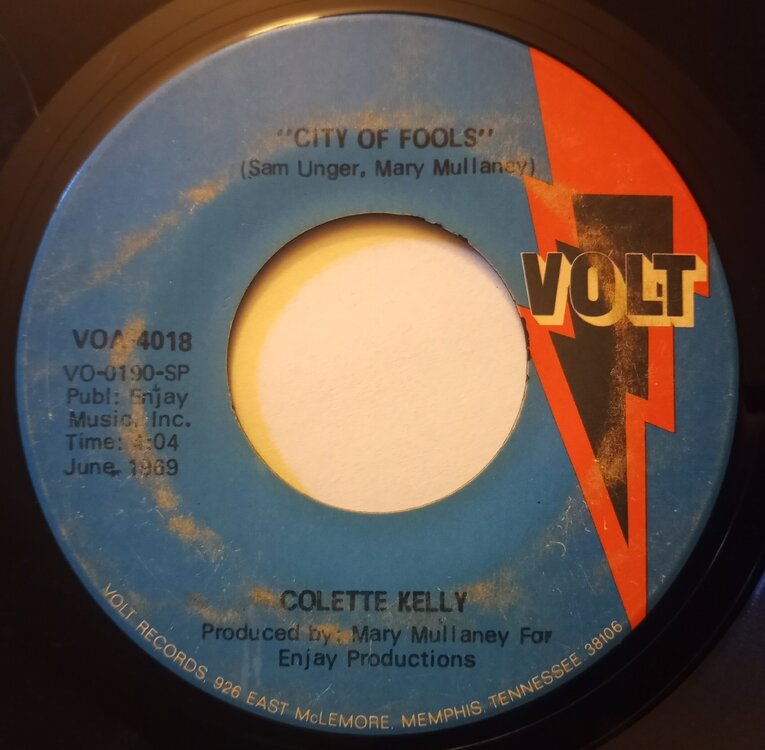 "CITY OF FOOLS"
(Sam Unger, Mary Mullaney)
VOLT
VOA 4018
VO-0190-SP
Publ: Enjay
Music, Inc.
Time: 4:04
June, 1969
COLETTE KELLY
Produced by: Mary Mullaney For
Enjay Productions
VOLT RECORDS, 926 EAST McLEMORE, MEMPHIS, TENNESSEE 38106